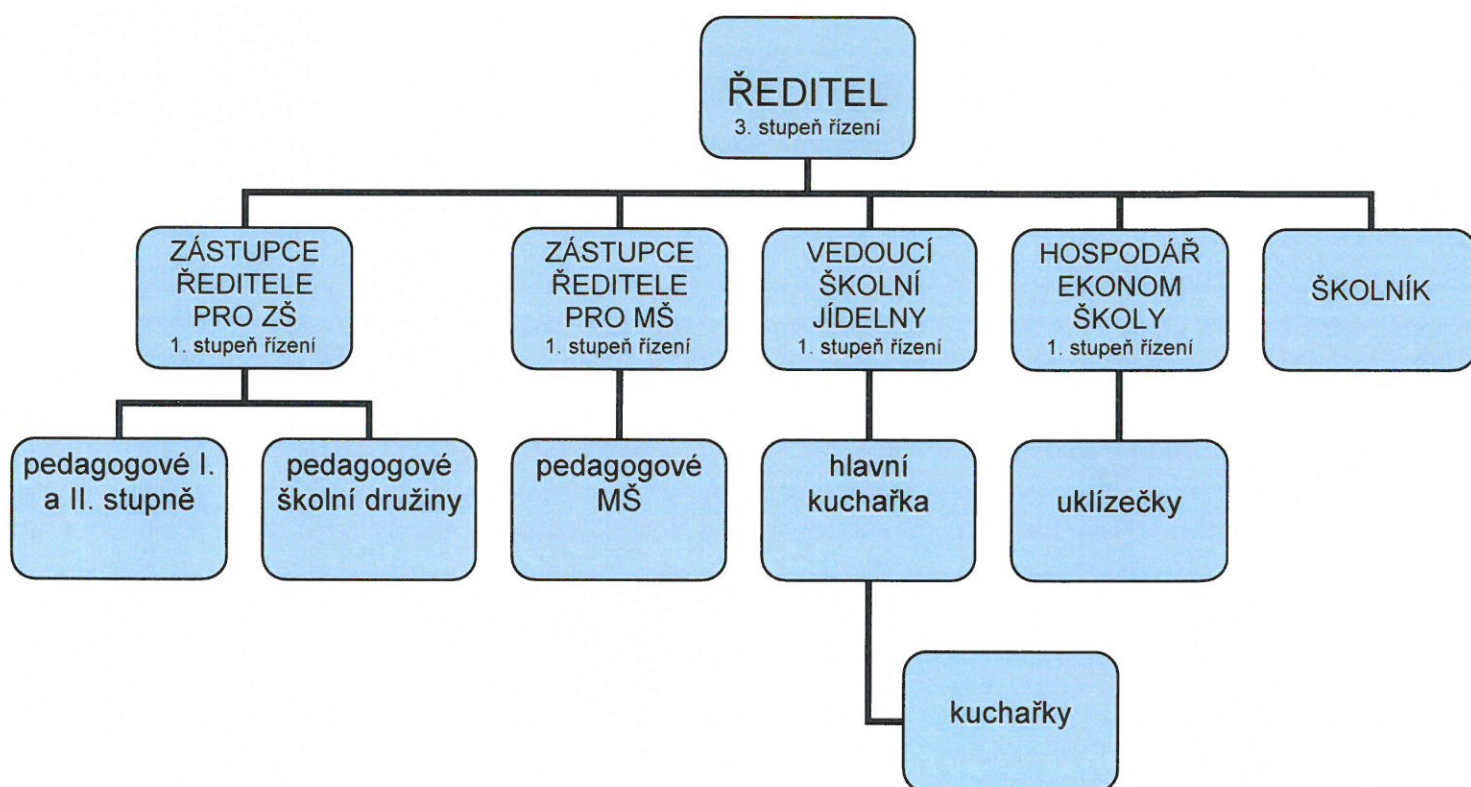 ŘEDITEL
3. stupeň řízení
ZÁSTUPCE
ŘEDITELE
PRO ZŠ
1. stupeň řízení
ZÁSTUPCE
ŘEDITELE
PRO MŠ
1. stupeň řízení
VEDOUCÍ
ŠKOLNÍ
JÍDELNY
1. stupeň řízení
HOSPODÁŘ
EKONOM
ŠKOLY
1. stupeň řízení
ŠKOLNÍK
pedagogové I.
a II. stupně
pedagogové
školní družiny
pedagogové
MŠ
hlavní
kuchařka
uklízečky
kuchařky